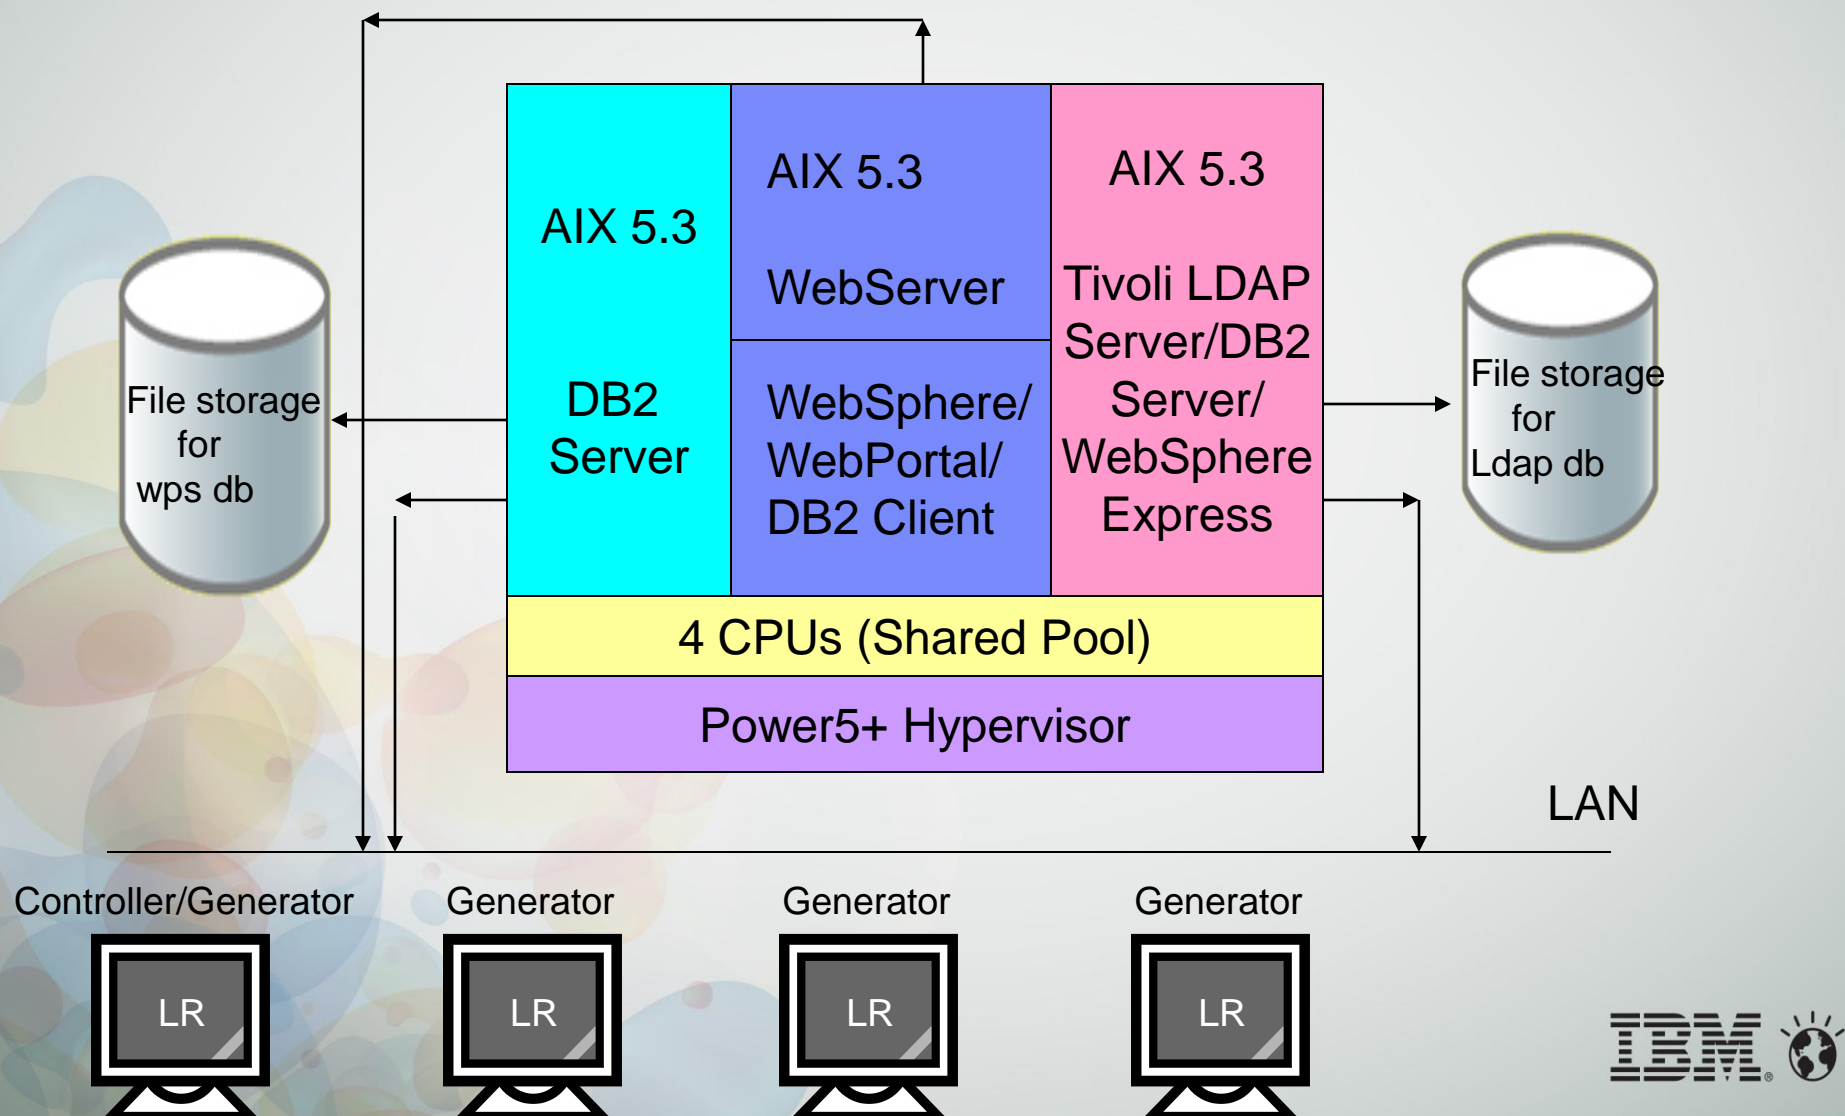 AIX 5.3
DB2
Server
AIX 5.3
WebServer
WebSphere/
WebPortal/
DB2 Client
AIX 5.3
Tivoli LDAP
Server/DB2
Server/
WebSphere
Express
File storage
for
wps db
File storage
for
Ldap db
4 CPUs (Shared Pool)
Power5+ Hypervisor
LAN
Controller/Generator
Generator
Generator
Generator
LR
LR
LR
LR
IBM®